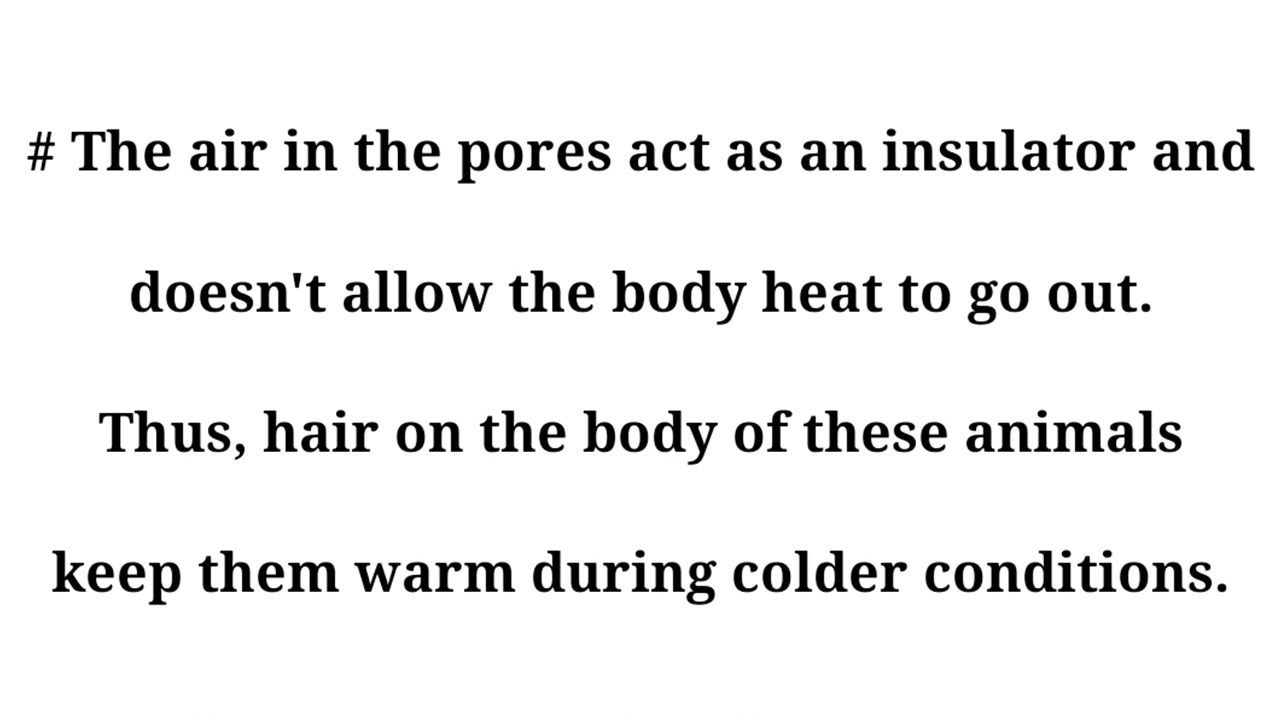 # The air in the pores act as an insulator and
doesn't allow the body heat to go out.
Thus, hair on the body of these animals
keep them warm during colder conditions.